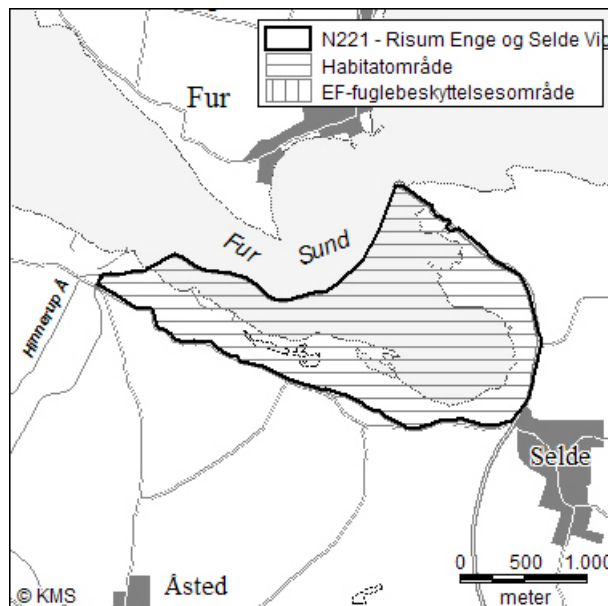 N221 - Risum Enge og Selde Vig
Habitatområde
EF-fuglebeskyttelsesområde
Fur
Fur Sund
Hinnerup Å
Selde
Åsted
0 500 1.000
meter
© KMS